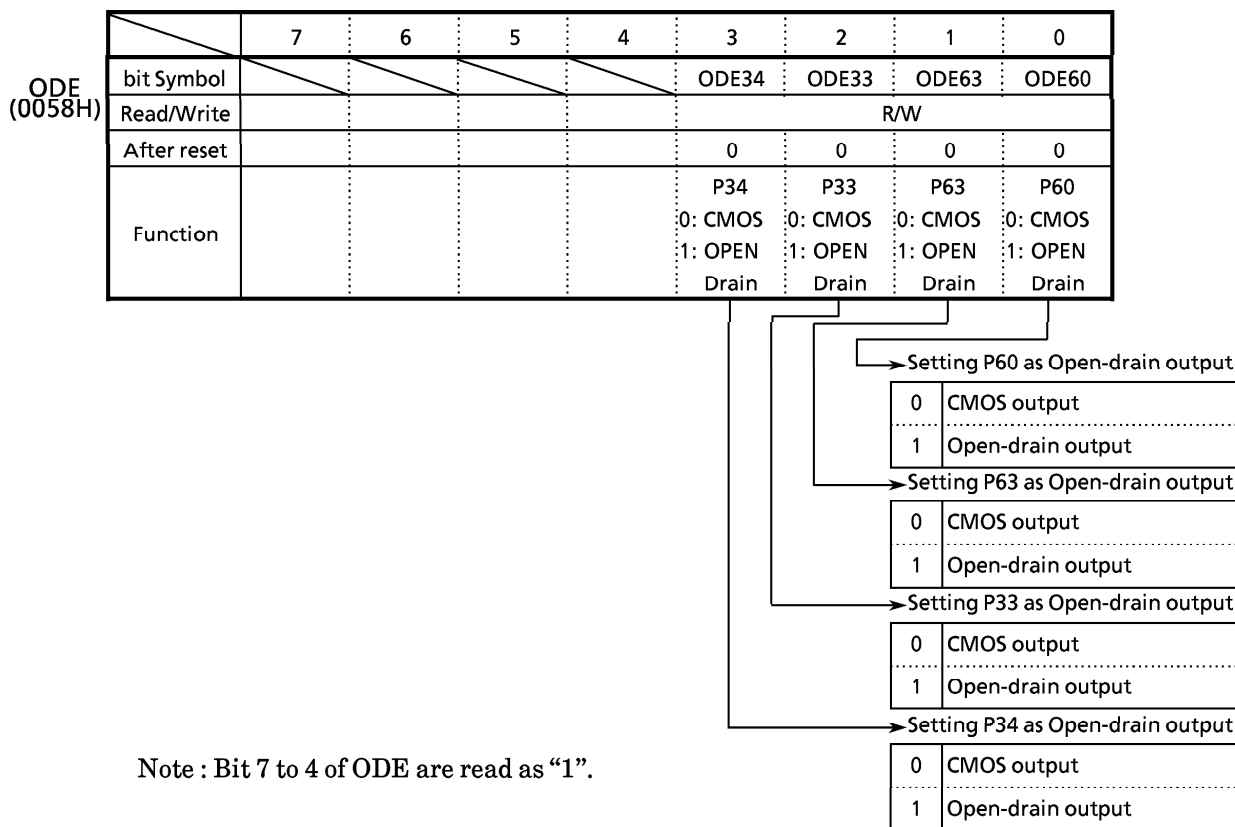 7 6 5 4 3 2 1 0
ODE
(0058H)
bit Symbol ODE34 ODE33 ODE63 ODE60
Read/Write R/W
After reset 0 0 0 0
Function
P34 P33 P63 P60
0: CMOS 0: CMOS 0: CMOS 0: CMOS
1: OPEN 1: OPEN 1: OPEN 1: OPEN
Drain Drain Drain Drain
Setting P60 as Open-drain output
0 CMOS output
1 Open-drain output
Setting P63 as Open-drain output
0 CMOS output
1 Open-drain output
Setting P33 as Open-drain output
0 CMOS output
1 Open-drain output
Setting P34 as Open-drain output
0 CMOS output
1 Open-drain output
Note : Bit 7 to 4 of ODE are read as “1”.